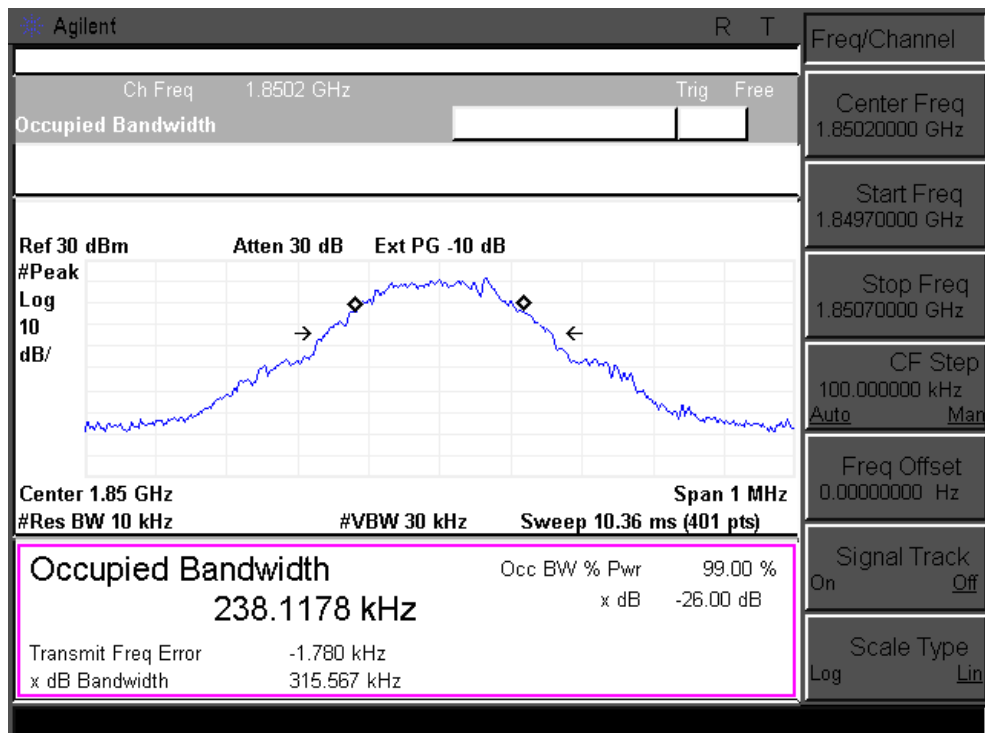 Agilent R T
Ch Freq 1.8502 GHz Trig Free
Occupied Bandwidth
Ref 30 dBm Atten 30 dB Ext PG -10 dB
#Peak
Log
10
dB/
Center 1.85 GHz Span 1 MHz
#Res BW 10 kHz #VBW 30 kHz Sweep 10.36 ms (401 pts)
Occupied Bandwidth
238.1178 kHz
Occ BW % Pwr 99.00 %
x dB -26.00 dB
Transmit Freq Error -1.780 kHz
x dB Bandwidth 315.567 kHz
Freq/Channel
Center Freq
1.85020000 GHz
Start Freq
1.84970000 GHz
Stop Freq
1.85070000 GHz
CF Step
100.000000 kHz
Auto Man
Freq Offset
0.00000000 Hz
Signal Track
On Off
Scale Type
Log Lin